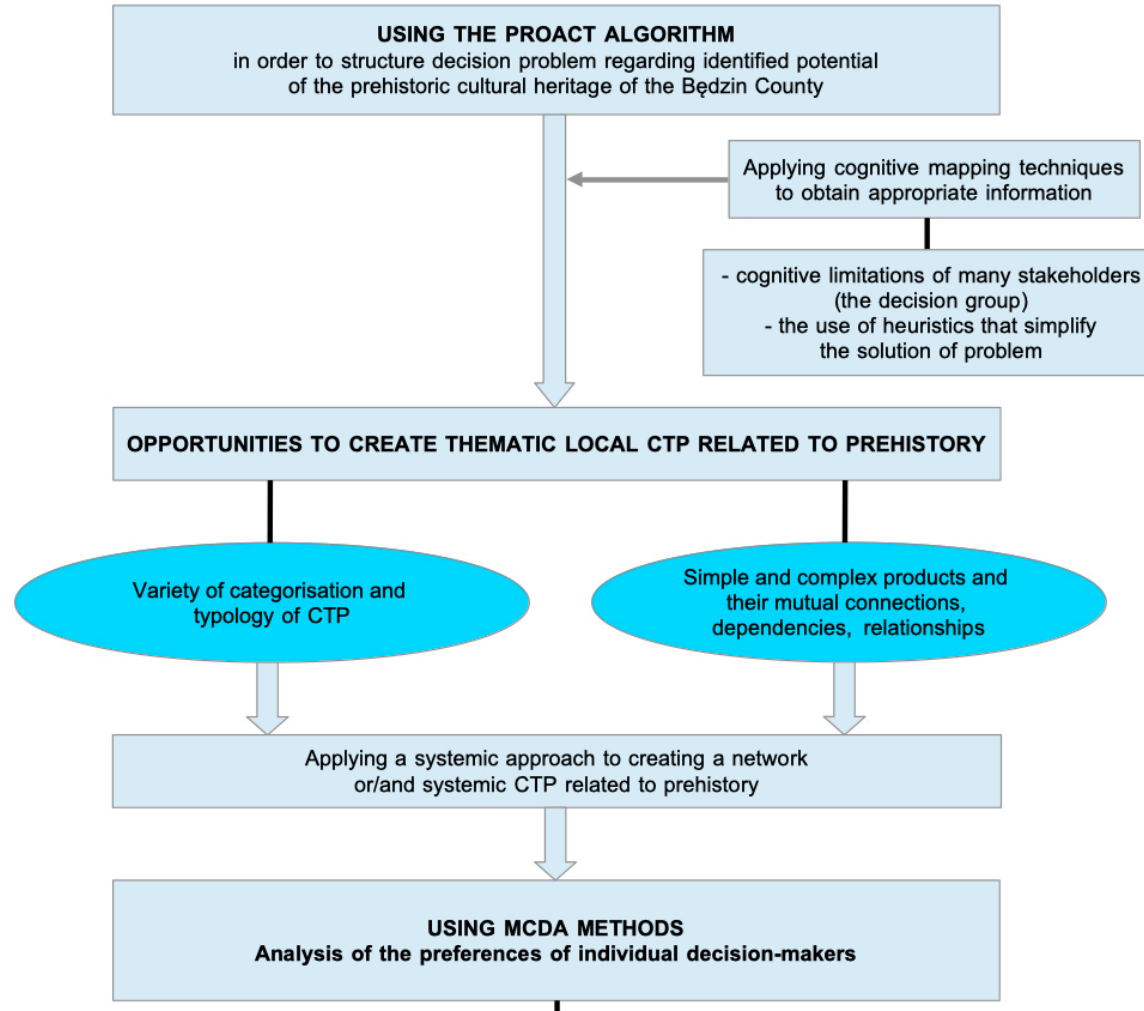 USING THE PROACT ALGORITHM
in order to structure decision problem regarding identified potential
of the prehistoric cultural heritage of the Będzin County
Applying cognitive mapping techniques
to obtain appropriate information
- cognitive limitations of many stakeholders
(the decision group)
- the use of heuristics that simplify
the solution of problem
OPPORTUNITIES TO CREATE THEMATIC LOCAL CTP RELATED TO PREHISTORY
Variety of categorisation and
typology of CTP
Simple and complex products and
their mutual connections,
dependencies, relationships
Applying a systemic approach to creating a network
or/and systemic CTP related to prehistory
USING MCDA METHODS
Analysis of the preferences of individual decision-makers